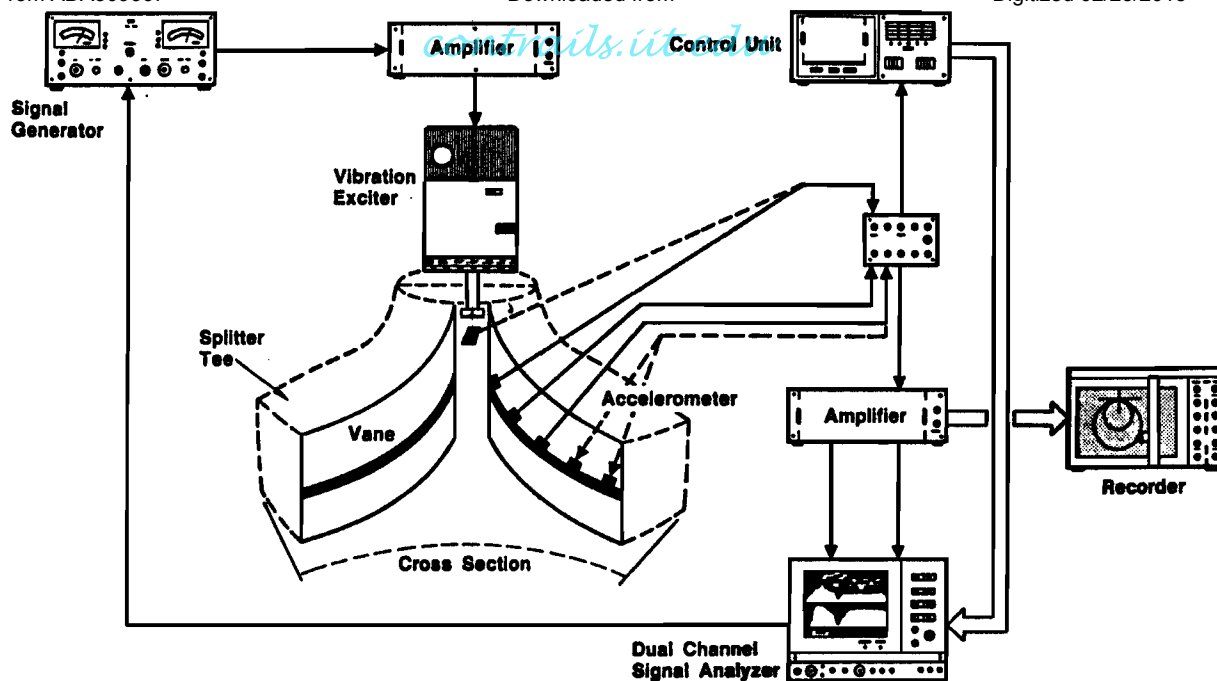 Downloaded from
contrails.iit.edu
Signal
Generator
Amplifier
Control Unit
Vibration
Exciter
Splitter
Tee
Vane
Accelerometer
Amplifier
Recorder
Cross Section
Dual Channel
Signal Analyzer